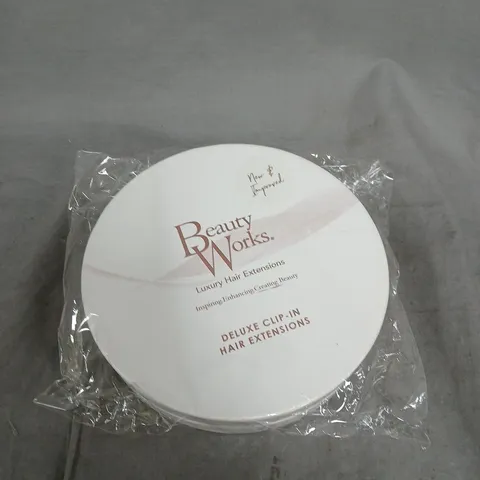 New &
Improved.
Beauty
Works.
Luxury Hair Extensions
Inspiring Enhancing Creating Beauty
DELUXE CLIP-IN
HAIR EXTENSIONS